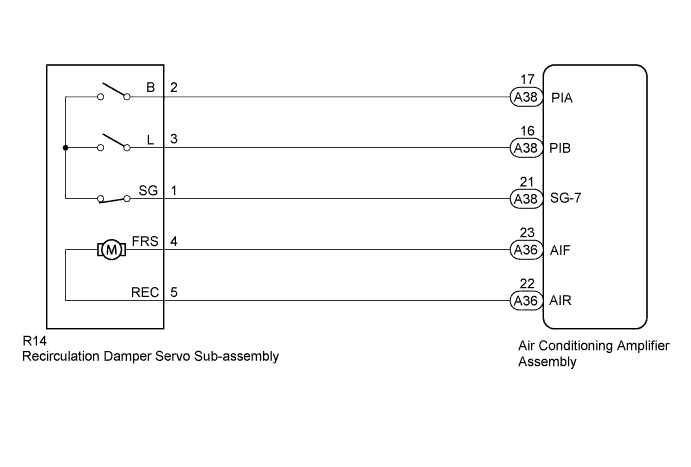 17
B 2 A38 PIA
16
L 3 A38 PIB
21
SG 1 A38 SG-7
23
FRS 4 A36 AIF
M
22
REC 5 A36 AIR
R14
Recirculation Damper Servo Sub-assembly
Air Conditioning Amplifier
Assembly